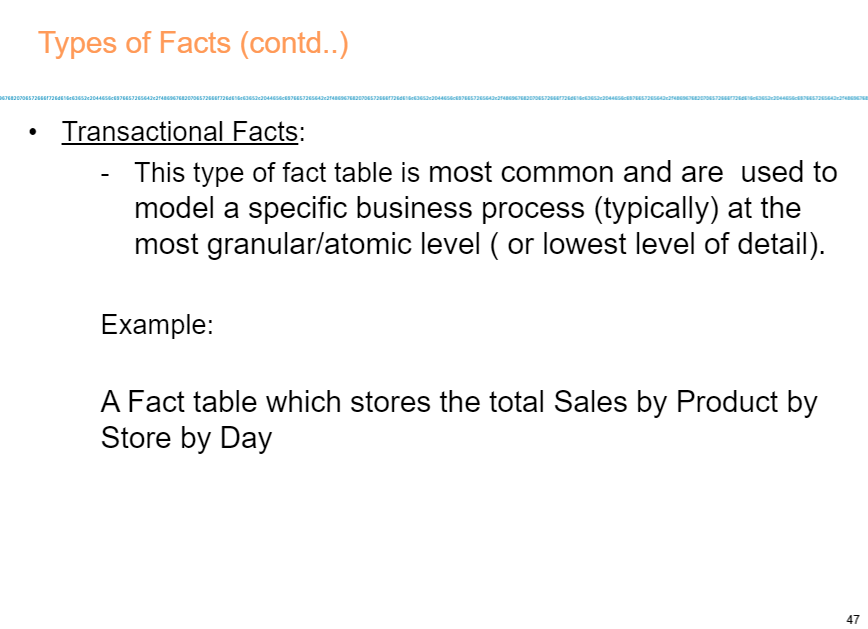 Types of Facts (contd..)
• Transactional Facts:
- This type of fact table is most common and are  used to
model a specific business process (typically) at the
most granular/atomic level ( or lowest level of detail).
Example:
A Fact table which stores the total Sales by Product by
Store by Day
47